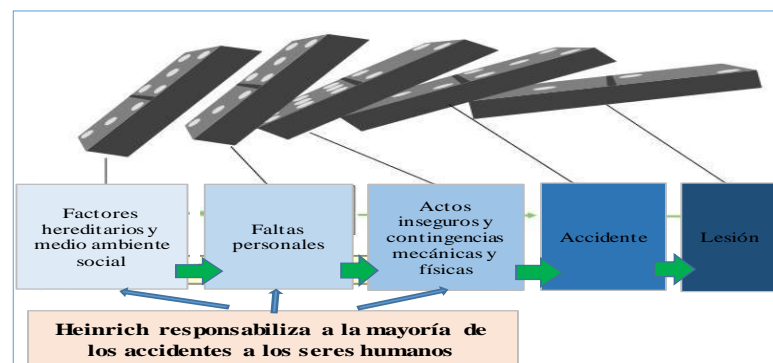 Factores
hereditarios y
medio ambiente
social
Faltas
personales
Actos
inseguros y
contingencias
mecánicas y
físicas
Accidente
Lesión
Heinrich responsabiliza a la mayoría de
los accidentes a los seres humanos